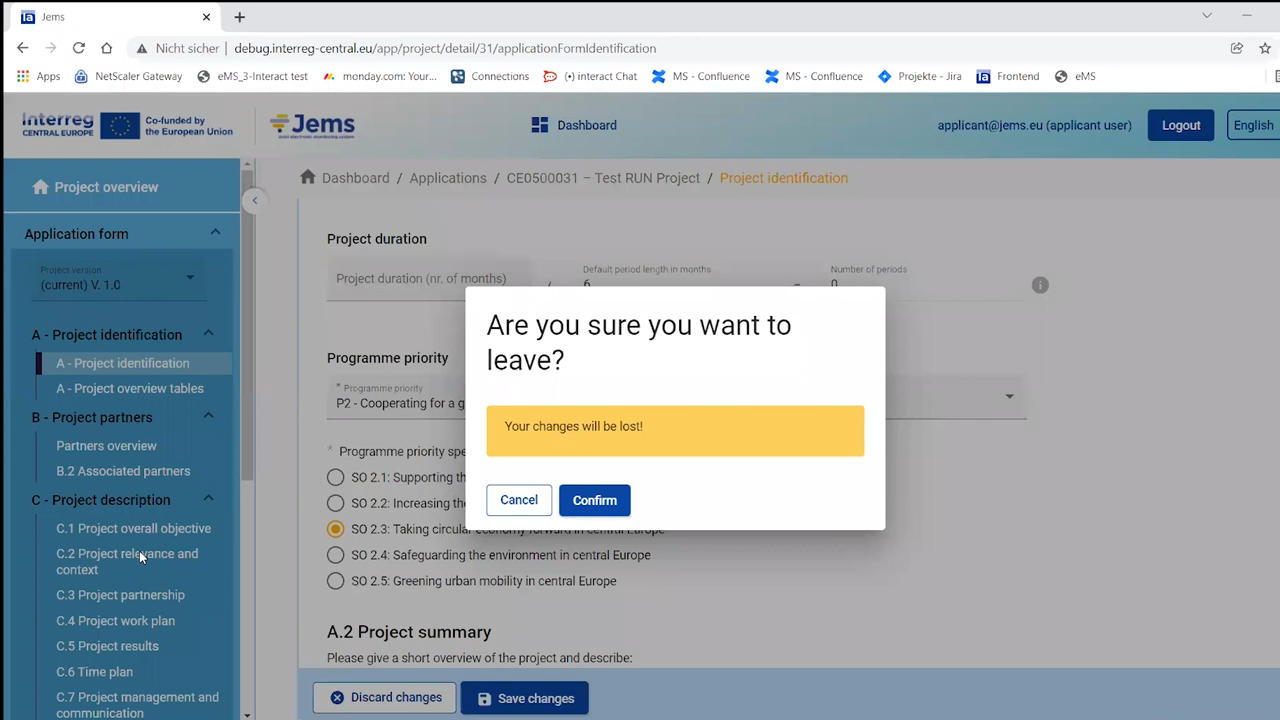 Jems
Nicht sicher
debug.interreg-central.eu/app/project/detail/31/applicationFormIdentification
Apps
NetScaler Gateway
eMS_3-Interact test
monday.com: Your...
Connections
(•) interact Chat
MS - Confluence
MS - Confluence
Projekte - Jira
Frontend
eMS
Interreg
CENTRAL EUROPE
Co-funded by
the European Union
Jems
Dashboard
applicant@jems.eu (applicant user)
Logout
English
Project overview
Application form
Project version
(current) V. 1.0
A - Project identification
A - Project identification
A - Project overview tables
B - Project partners
Partners overview
B.2 Associated partners
C - Project description
C.1 Project overall objective
C.2 Project relevance and
context
C.3 Project partnership
C.4 Project work plan
C.5 Project results
C.6 Time plan
C.7 Project management and
communication
Dashboard / Applications / CE0500031 – Test RUN Project / Project identification
Project duration
Project duration (nr. of months)
/
Default period length in months
6
=
Number of periods
0
Programme priority
* Programme priority
P2 - Cooperating for a g
* Programme priority spe
SO 2.1: Supporting th
SO 2.2: Increasing the
SO 2.3: Taking circular economy forward in central Europe
SO 2.4: Safeguarding the environment in central Europe
SO 2.5: Greening urban mobility in central Europe
A.2 Project summary
Please give a short overview of the project and describe:
Discard changes
Save changes
Are you sure you want to
leave?
Your changes will be lost!
Cancel
Confirm